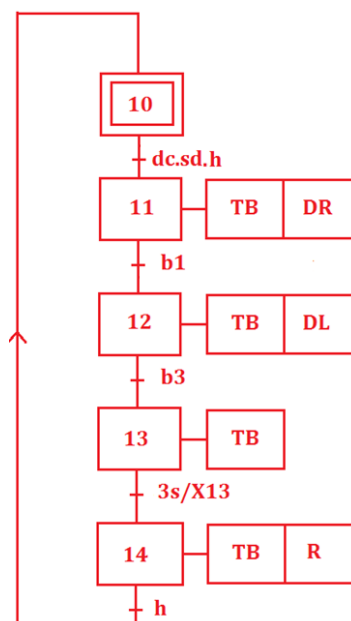 10
dc.sd.h
11 TB DR
b1
12 TB DL
b3
13 TB
3s/X13
14 TB R
h